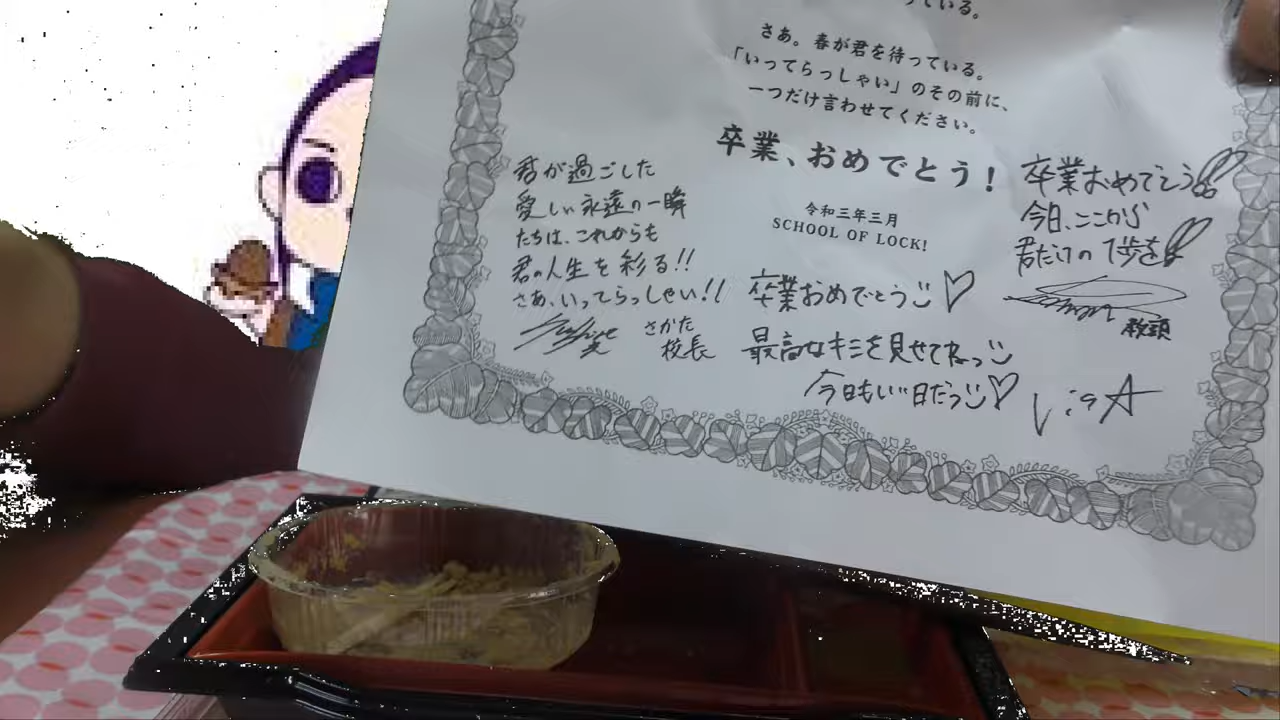 っている。
さあ。春が君を待っている。
「いってらっしゃい」のその前に、
一つだけ言わせてください。
卒業、おめでとう!
令和三年三月
SCHOOL OF LOCK!
君が過ごした
愛しい永遠の一瞬
たちは、これからも
君の人生を彩る!!
さあ、いってらっしゃい!!
さかた
校長
卒業おめでとう
最高なキミを見せてねっ
今日もいい日だっ
卒業おめでとう
今日、ここから
君だけの1歩を
教頭